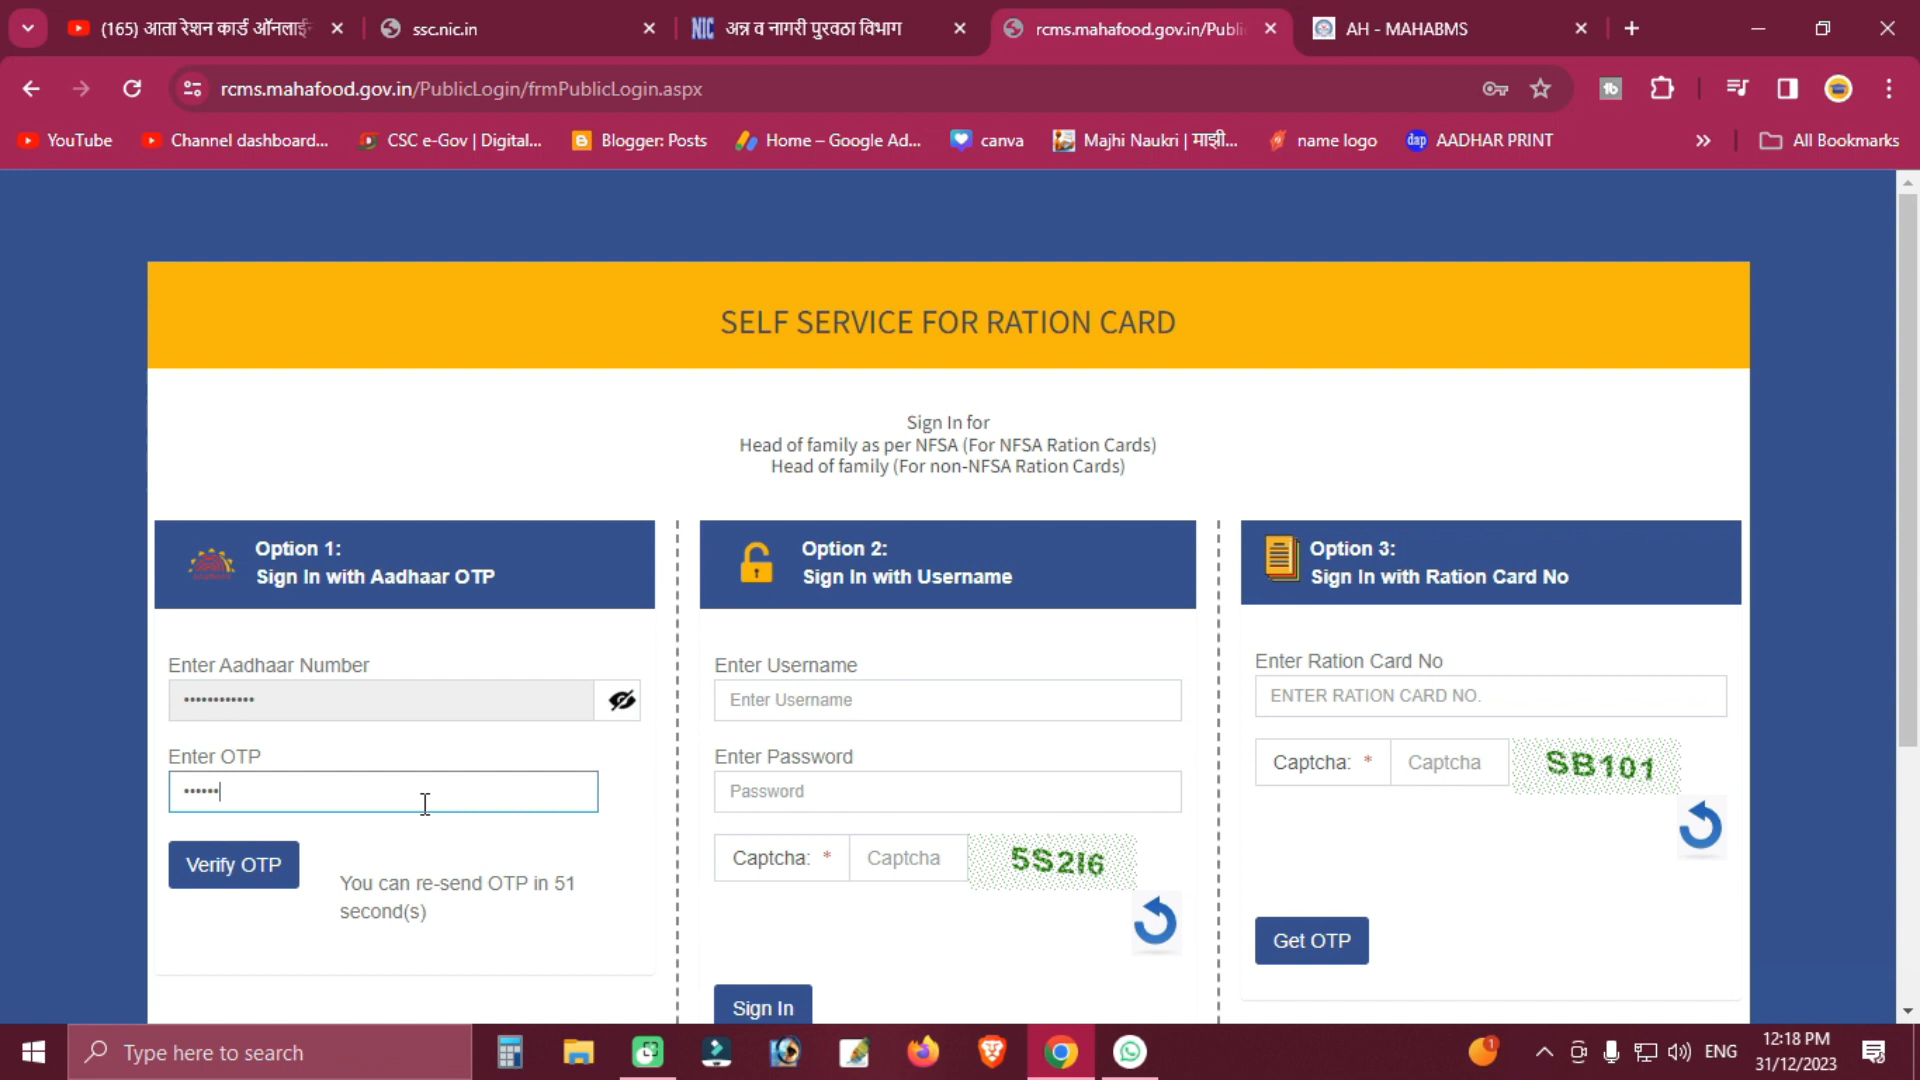 (165) आता रेशन कार्ड ऑनलाईन
ssc.nic.in
NIC अन्न व नागरी पुरवठा विभाग
rcms.mahafood.gov.in/Publi
AH - MAHABMS
rcms.mahafood.gov.in/PublicLogin/frmPublicLogin.aspx
YouTube
Channel dashboard...
CSC e-Gov | Digital...
Blogger: Posts
Home – Google Ad...
canva
Majhi Naukri | माझी...
name logo
dap AADHAR PRINT
All Bookmarks
SELF SERVICE FOR RATION CARD
Sign In for
Head of family as per NFSA (For NFSA Ration Cards)
Head of family (For non-NFSA Ration Cards)
Option 1:
Sign In with Aadhaar OTP
Enter Aadhaar Number
••••••••••••
Enter OTP
••••••
Verify OTP
You can re-send OTP in 51
second(s)
Option 2:
Sign In with Username
Enter Username
Enter Username
Enter Password
Password
Captcha: *
Captcha
5S2I6
Sign In
Option 3:
Sign In with Ration Card No
Enter Ration Card No
ENTER RATION CARD NO.
Captcha: *
Captcha
SB101
Get OTP
Type here to search
1
ENG
12:18 PM
31/12/2023